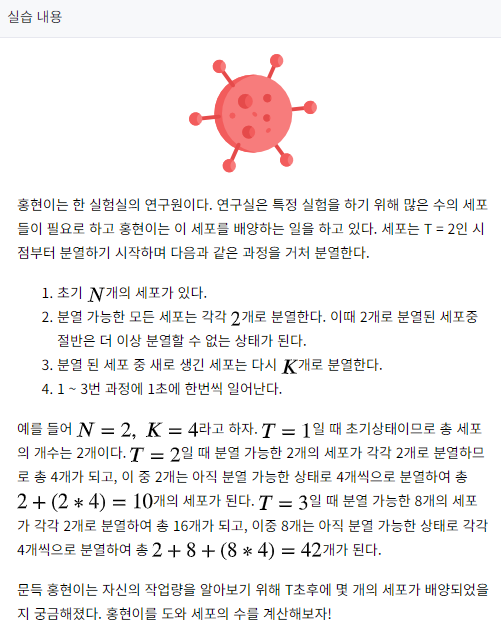 실습 내용
홍현이는 한 실험실의 연구원이다. 연구실은 특정 실험을 하기 위해 많은 수의 세포
들이 필요로 하고 홍현이는 이 세포를 배양하는 일을 하고 있다. 세포는 T = 2인 시
점부터 분열하기 시작하며 다음과 같은 과정을 거처 분열한다.
1. 초기 N개의 세포가 있다.
2. 분열 가능한 모든 세포는 각각 2개로 분열한다. 이때 2개로 분열된 세포중
절반은 더 이상 분열할 수 없는 상태가 된다.
3. 분열 된 세포 중 새로 생긴 세포는 다시 K개로 분열한다.
4. 1 ~ 3번 과정에 1초에 한번씩 일어난다.
예를 들어 N = 2, K = 4라고 하자. T = 1일 때 초기상태이므로 총 세포
의 개수는 2개이다. T = 2일 때 분열 가능한 2개의 세포가 각각 2개로 분열하므
로 총 4개가 되고, 이 중 2개는 아직 분열 가능한 상태로 4개씩으로 분열하여 총
2 + (2 * 4) = 10개의 세포가 된다. T = 3일 때 분열 가능한 8개의 세포
가 각각 2개로 분열하여 총 16개가 되고, 이중 8개는 아직 분열 가능한 상태로 각각
4개씩으로 분열하여 총 2 + 8 + (8 * 4) = 42개가 된다.
문득 홍현이는 자신의 작업량을 알아보기 위해 T초후에 몇 개의 세포가 배양되었을
지 궁금해졌다. 홍현이를 도와 세포의 수를 계산해보자!